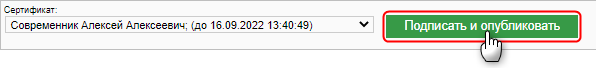 Сертификат:
Современник Алексей Алексеевич; (до 16.09.2022 13:40:49)
Подписать и опубликовать